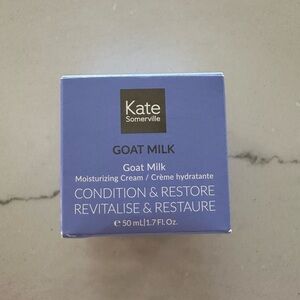 Kate
Somerville
GOAT MILK
Goat Milk
Moisturizing Cream / Crème hydratante
CONDITION & RESTORE
REVITALISE & RESTAURE
℮ 50 mL|1.7 Fl. Oz.